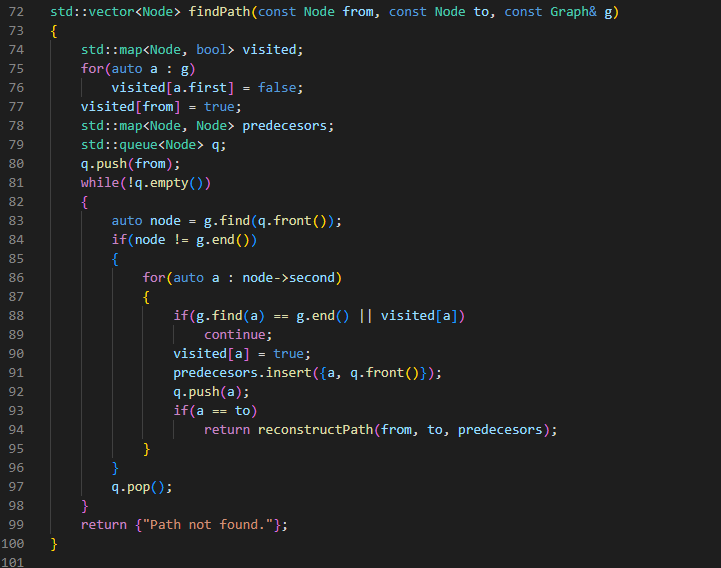 72 std::vector<Node> findPath(const Node from, const Node to, const Graph& g)
73 {
74     std::map<Node, bool> visited;
75     for(auto a : g)
76         visited[a.first] = false;
77     visited[from] = true;
78     std::map<Node, Node> predecesors;
79     std::queue<Node> q;
80     q.push(from);
81     while(!q.empty())
82     {
83         auto node = g.find(q.front());
84         if(node != g.end())
85         {
86             for(auto a : node->second)
87             {
88                 if(g.find(a) == g.end() || visited[a])
89                     continue;
90                 visited[a] = true;
91                 predecesors.insert({a, q.front()});
92                 q.push(a);
93                 if(a == to)
94                     return reconstructPath(from, to, predecesors);
95             }
96         }
97         q.pop();
98     }
99     return {"Path not found."};
100 }
101